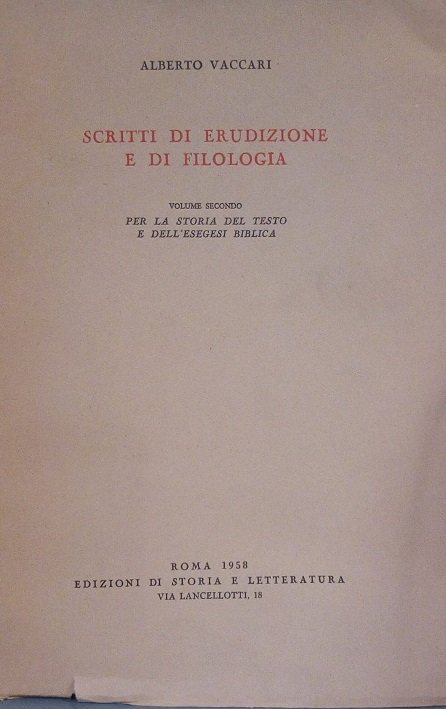 ALBERTO VACCARI
SCRITTI DI ERUDIZIONE
E DI FILOLOGIA
VOLUME SECONDO
PER LA STORIA DEL TESTO
E DELL'ESEGESI BIBLICA
ROMA 1958
EDIZIONI DI STORIA E LETTERATURA
VIA LANCELLOTTI, 18